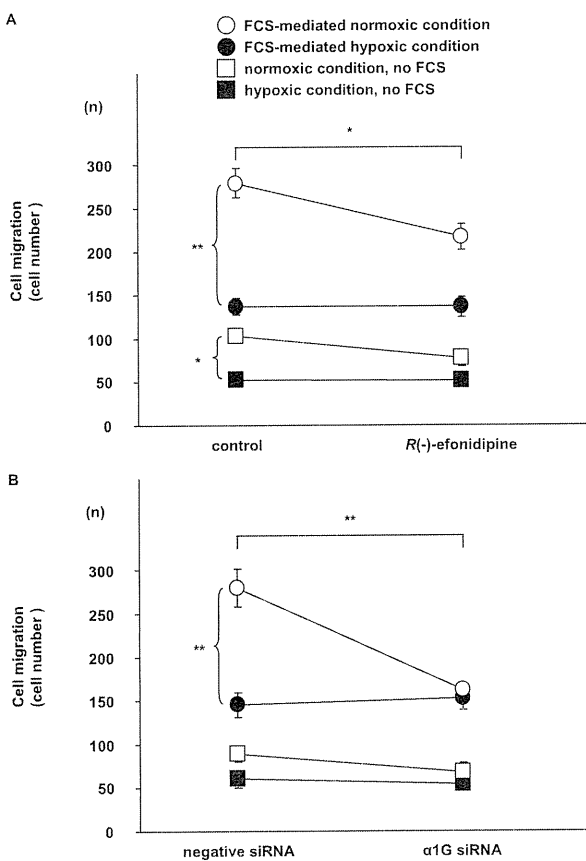 A
FCS-mediated normoxic condition
FCS-mediated hypoxic condition
normoxic condition, no FCS
hypoxic condition, no FCS
(n)
*
300
250
200
150
100
50
0
**
*
Cell migration
(cell number )
control
R(-)-efonidipine
B
(n)
**
300
250
200
150
100
50
0
**
Cell migration
(cell number )
negative siRNA
α1G siRNA